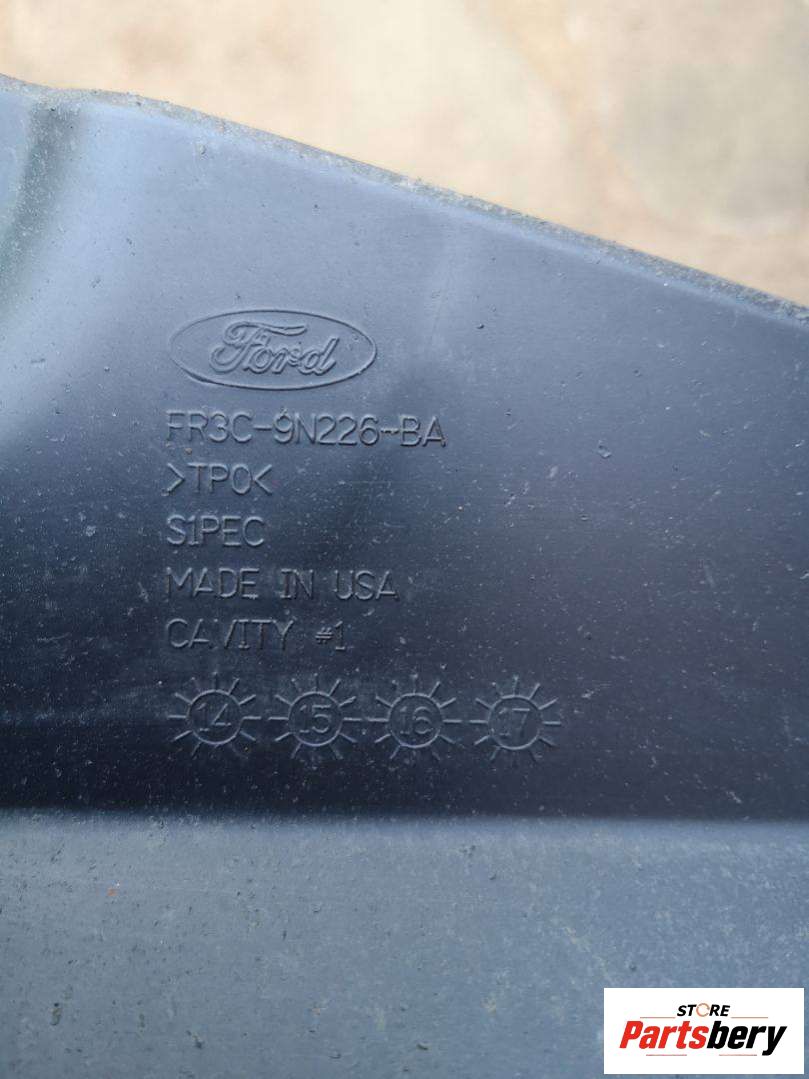 Ford
FR3C-9N226-BA
>TPO<
S1PEC
MADE IN USA
CAVITY #1
14 15 16 17
STORE
Partsbery